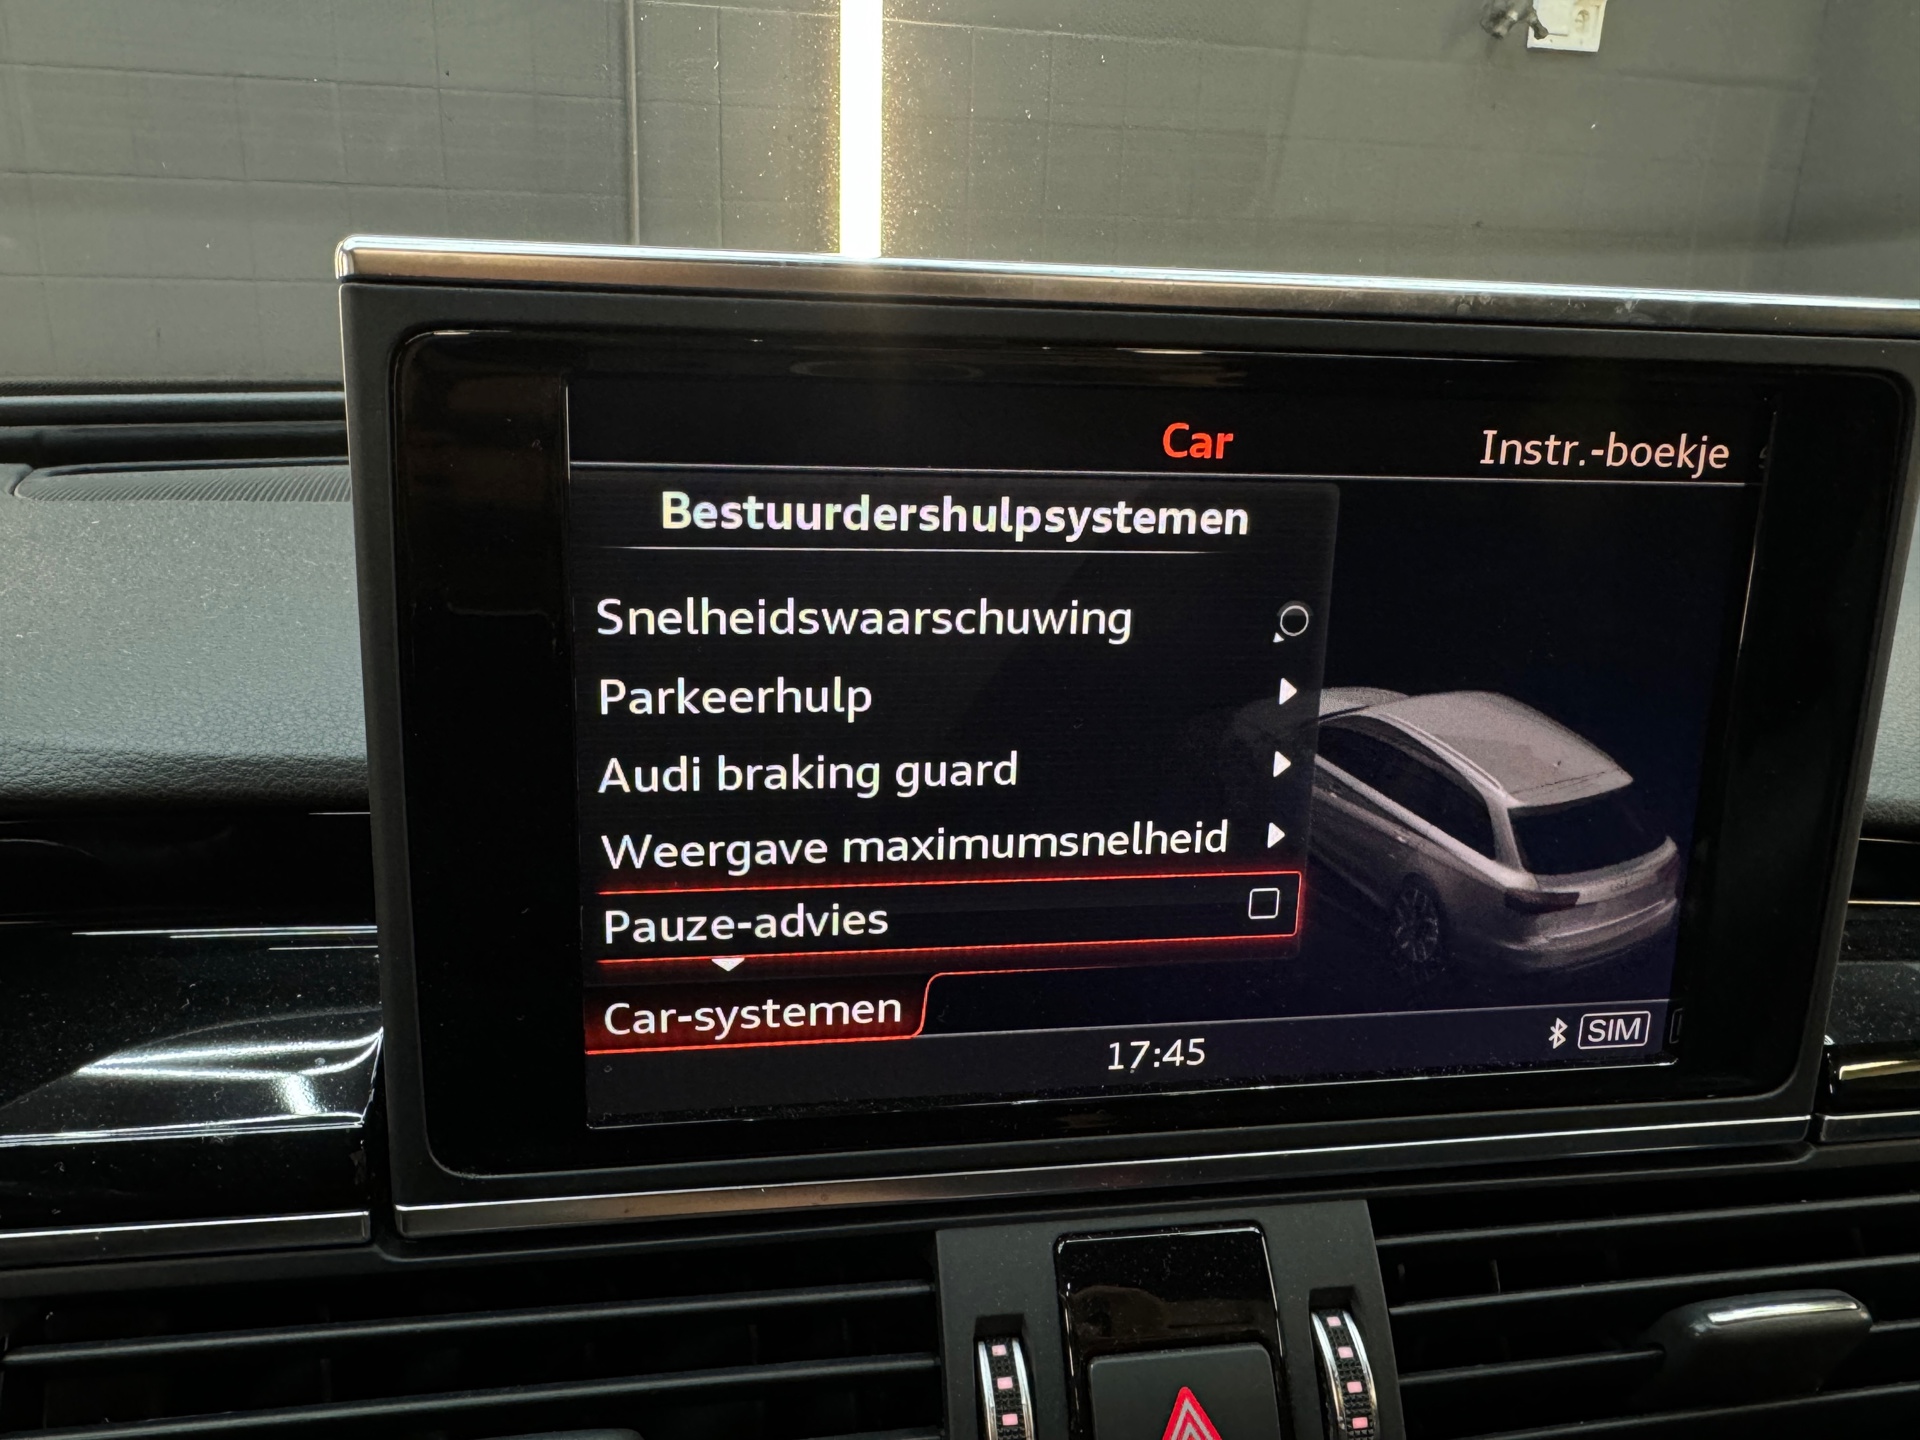 Car
Instr.-boekje
Bestuurdershulpsystemen
Snelheidswaarschuwing
Parkeerhulp
Audi braking guard
Weergave maximumsnelheid
Pauze-advies
Car-systemen
17:45
SIM